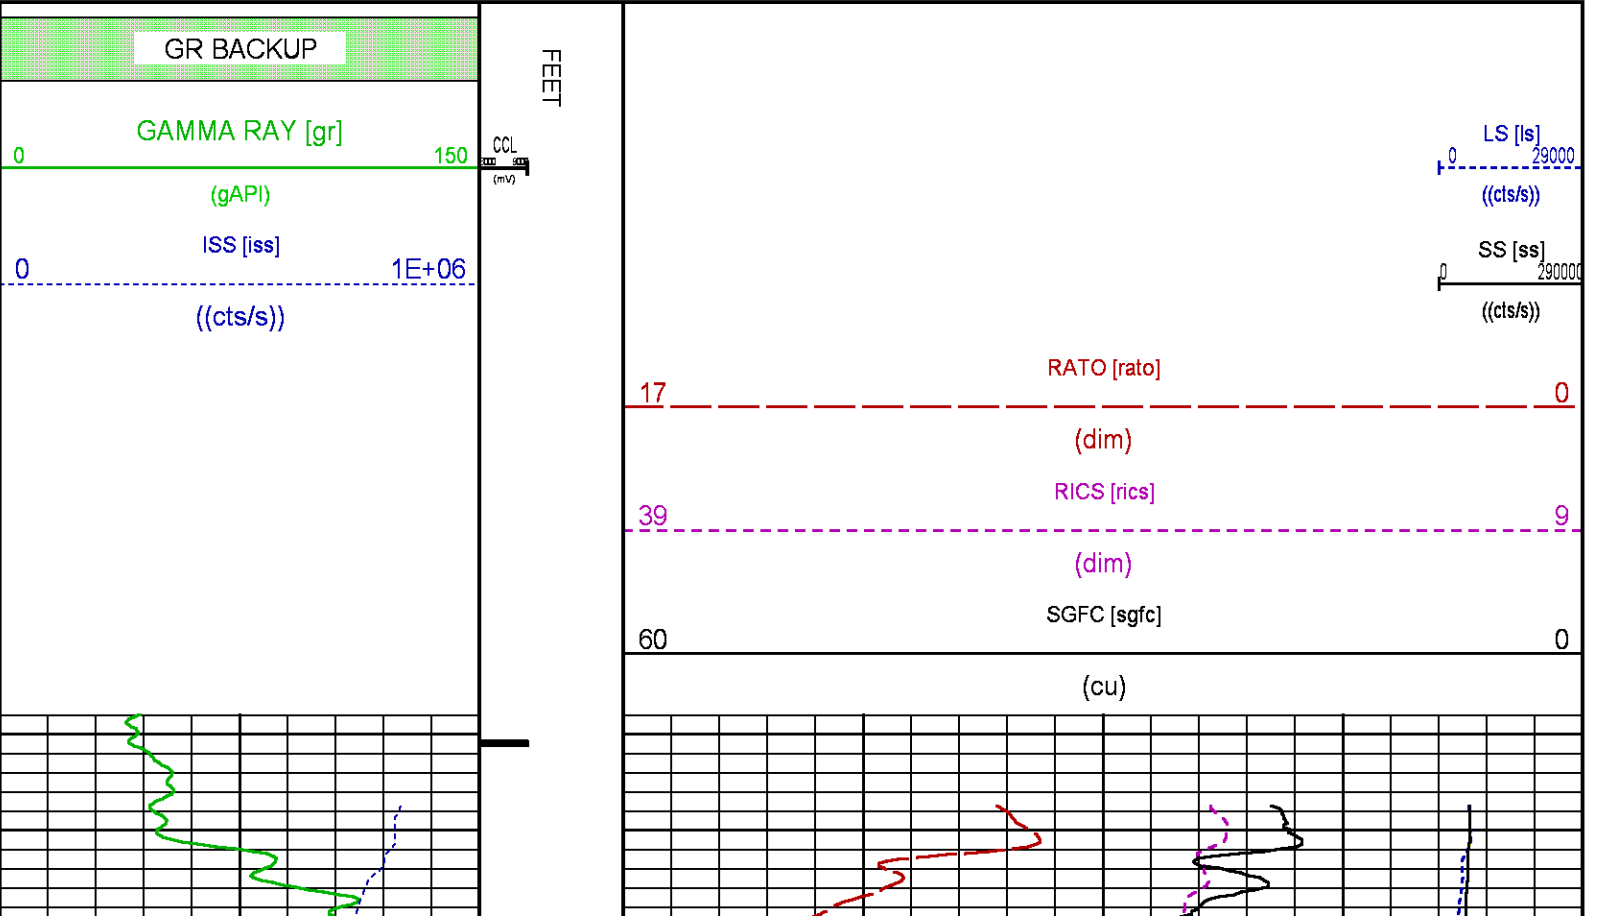 GR BACKUP
FEET
GAMMA RAY [gr]
0 150
(gAPI)
CCL
(mV)
LS [ls]
0 29000
((cts/s))
ISS [iss]
0 1E+06
((cts/s))
SS [ss]
0 290000
((cts/s))
RATO [rato]
17 0
(dim)
RICS [rics]
39 9
(dim)
SGFC [sgfc]
60 0
(cu)